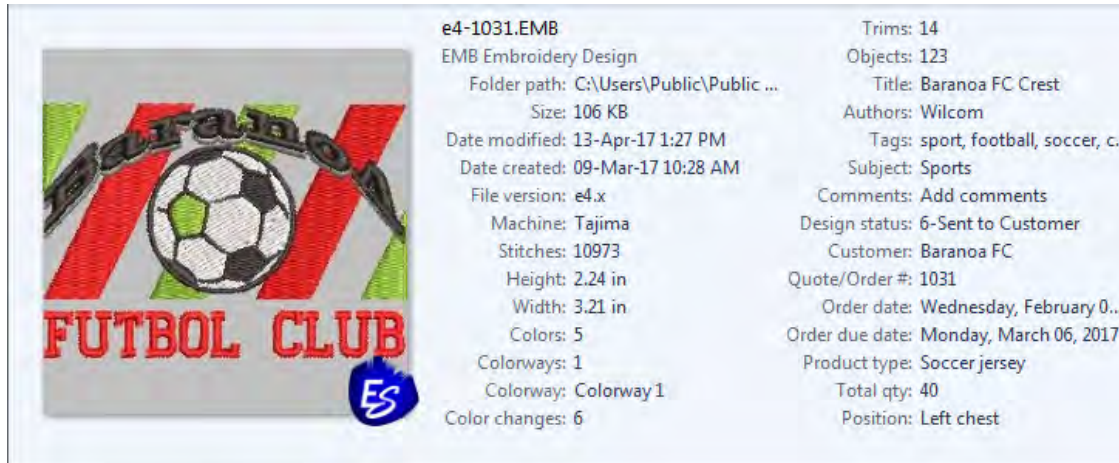 e4-1031.EMB
EMB Embroidery Design
Folder path: C:\Users\Public\Public ...
Size: 106 KB
Date modified: 13-Apr-17 1:27 PM
Date created: 09-Mar-17 10:28 AM
File version: e4.x
Machine: Tajima
Stitches: 10973
Height: 2.24 in
Width: 3.21 in
Colors: 5
Colorways: 1
Colorway: Colorway 1
Color changes: 6
Trims: 14
Objects: 123
Title: Baranoa FC Crest
Authors: Wilcom
Tags: sport, football, soccer, c.
Subject: Sports
Comments: Add comments
Design status: 6-Sent to Customer
Customer: Baranoa FC
Quote/Order #: 1031
Order date: Wednesday, February 0..
Order due date: Monday, March 06, 2017
Product type: Soccer jersey
Total qty: 40
Position: Left chest
Baranoa
FUTBOL CLUB
ES